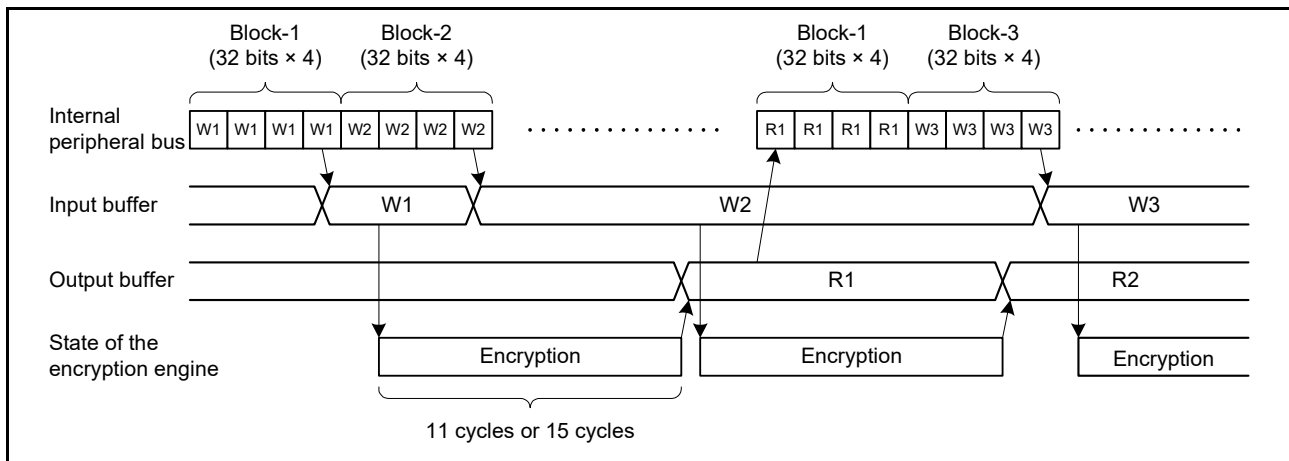 Block-1
(32 bits × 4)
Block-2
(32 bits × 4)
Block-1
(32 bits × 4)
Block-3
(32 bits × 4)
Internal
peripheral bus
W1 W1 W1 W1 W2 W2 W2 W2 R1 R1 R1 R1 W3 W3 W3 W3
Input buffer
W1 W2 W3
Output buffer
R1 R2
State of the
encryption engine
Encryption Encryption Encryption
11 cycles or 15 cycles